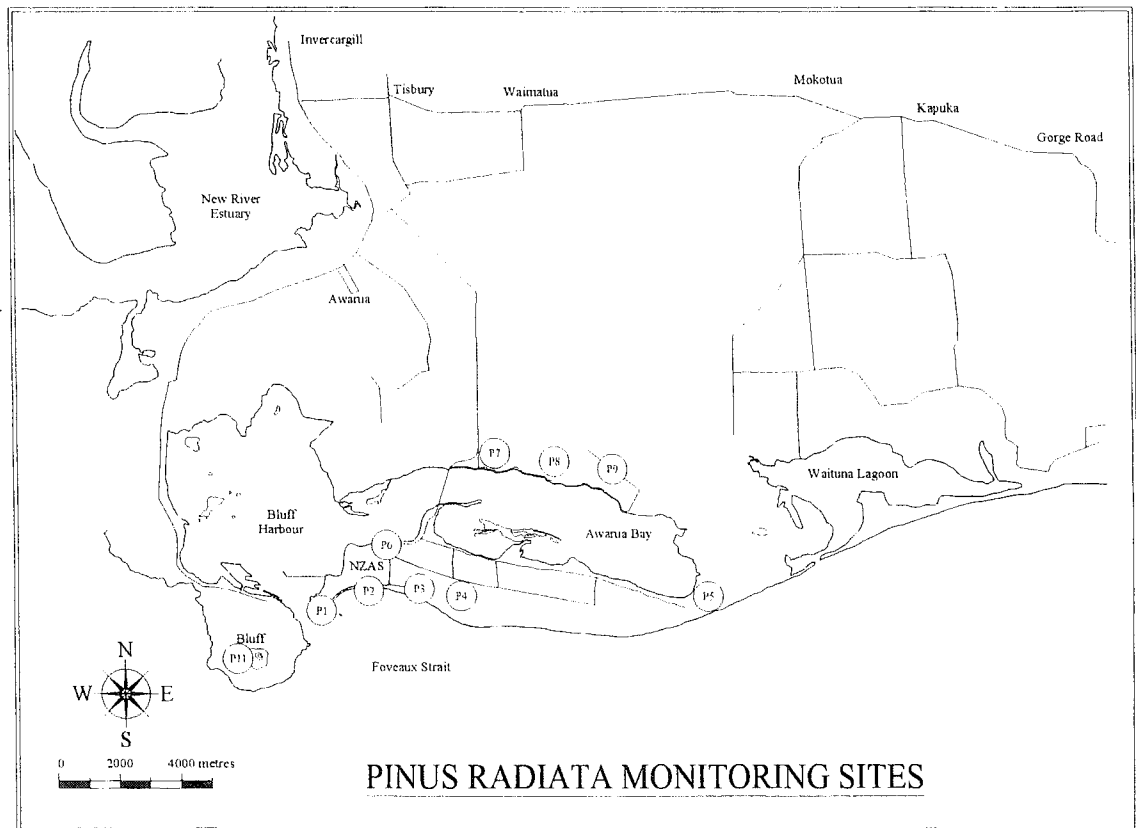 Invercargill
Tisbury
Waimatua
Mokotua
Kapuka
Gorge Road
New River
Estuary
Awarua
P7
P8
P9
Waituna Lagoon
Bluff
Harbour
Awarua Bay
P6
NZAS
P1
P2
P3
P4
P5
Bluff
P11
Foveaux Strait
N
W
E
S
0
2000
4000 metres
PINUS RADIATA MONITORING SITES